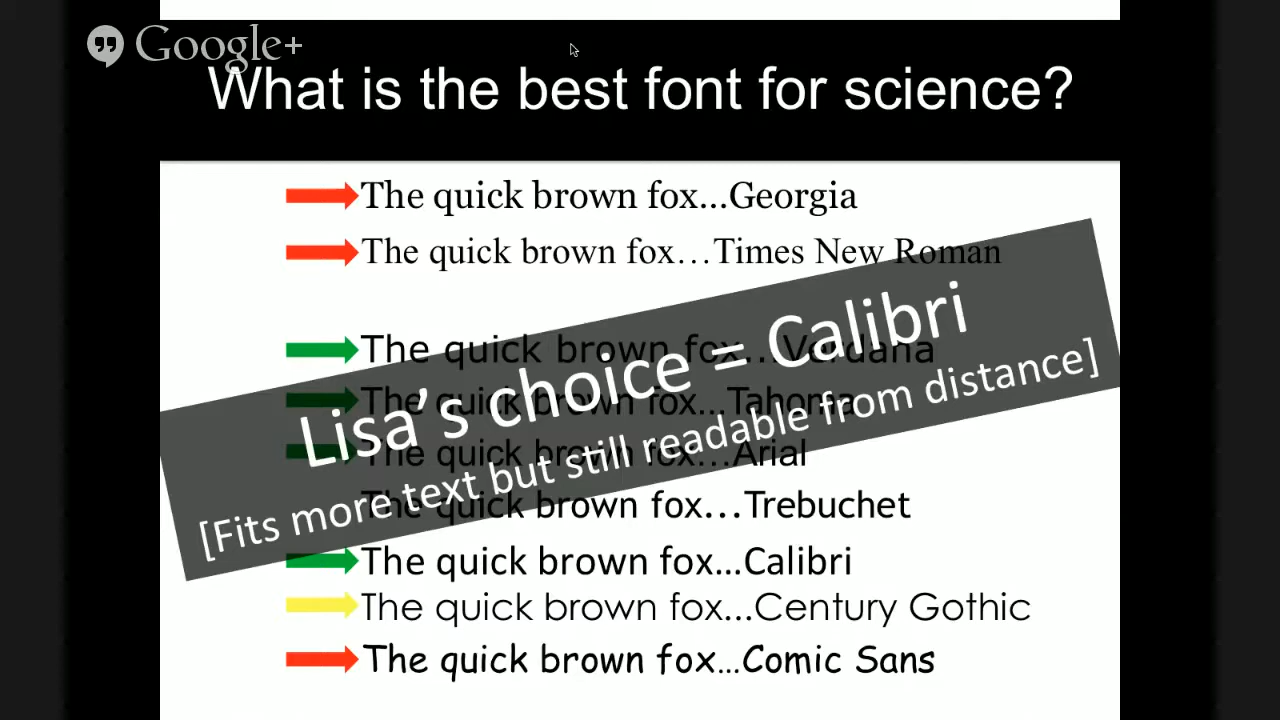 Google+
What is the best font for science?
The quick brown fox...Georgia
The quick brown fox...Times New Roman
The quick brown fox...Verdana
The quick brown fox...Tahoma
The quick brown fox...Arial
The quick brown fox...Trebuchet
The quick brown fox...Calibri
The quick brown fox...Century Gothic
The quick brown fox...Comic Sans
Lisa's choice = Calibri
[Fits more text but still readable from distance]